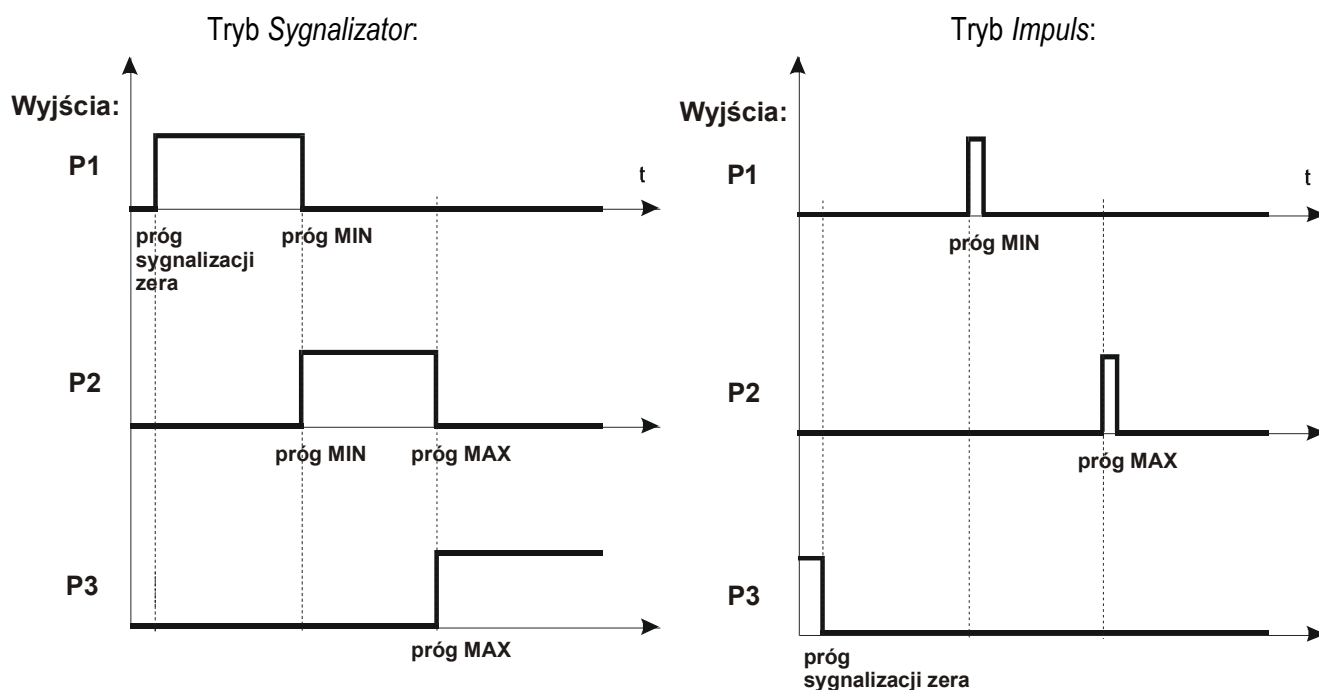 Tryb Sygnalizator:
Wyjścia:
P1
t
próg
sygnalizacji
zera
próg MIN
P2
próg MIN
próg MAX
P3
próg MAX
Tryb Impuls:
Wyjścia:
P1
t
próg MIN
P2
próg MAX
P3
próg
sygnalizacji zera